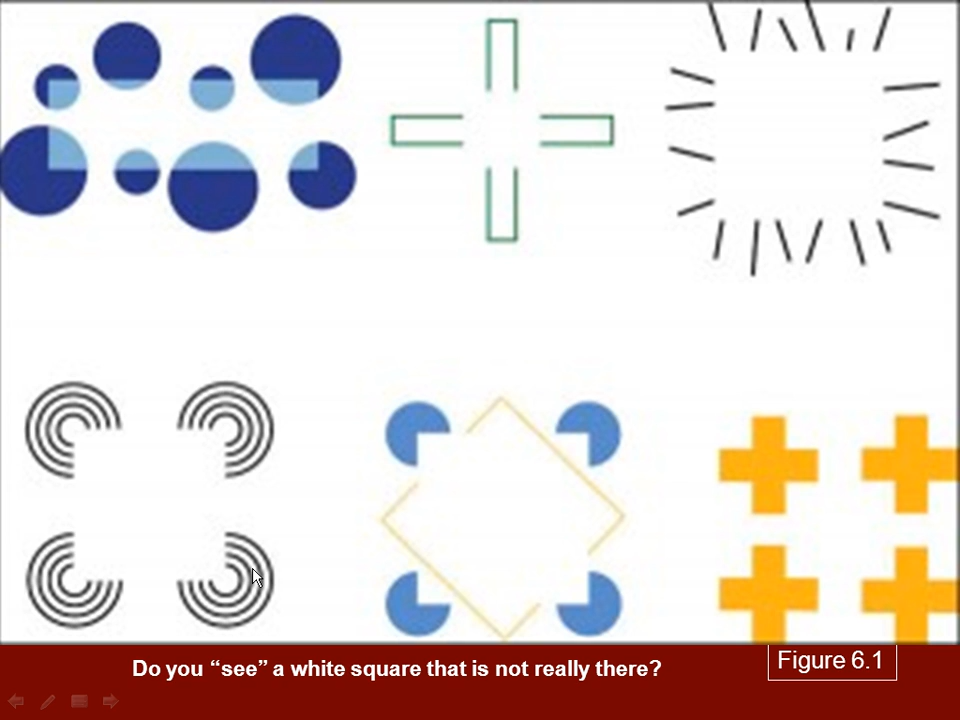 Do you “see” a white square that is not really there?
Figure 6.1